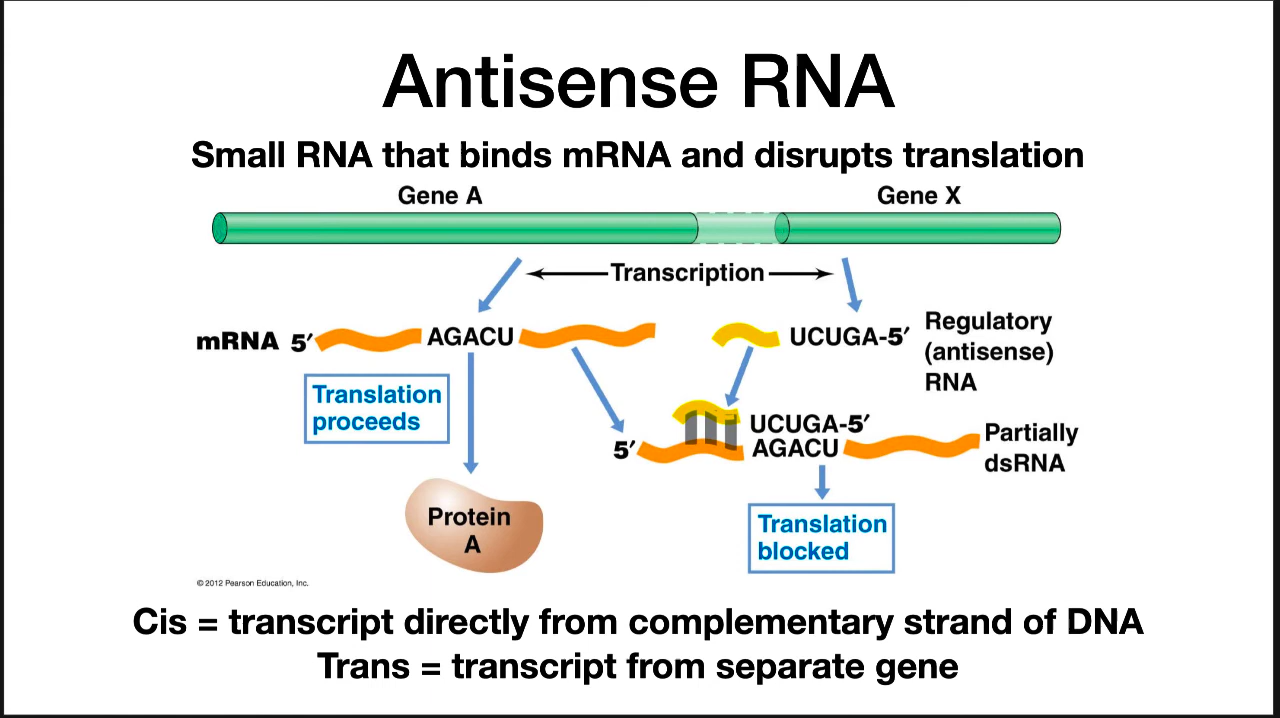 Antisense RNA
Small RNA that binds mRNA and disrupts translation
Gene A
Gene X
Transcription
mRNA 5′
AGACU
UCUGA-5′
Regulatory
(antisense)
RNA
Translation
proceeds
UCUGA-5′
5′
AGACU
Partially
dsRNA
Protein
A
Translation
blocked
© 2012 Pearson Education, Inc.
Cis = transcript directly from complementary strand of DNA
Trans = transcript from separate gene